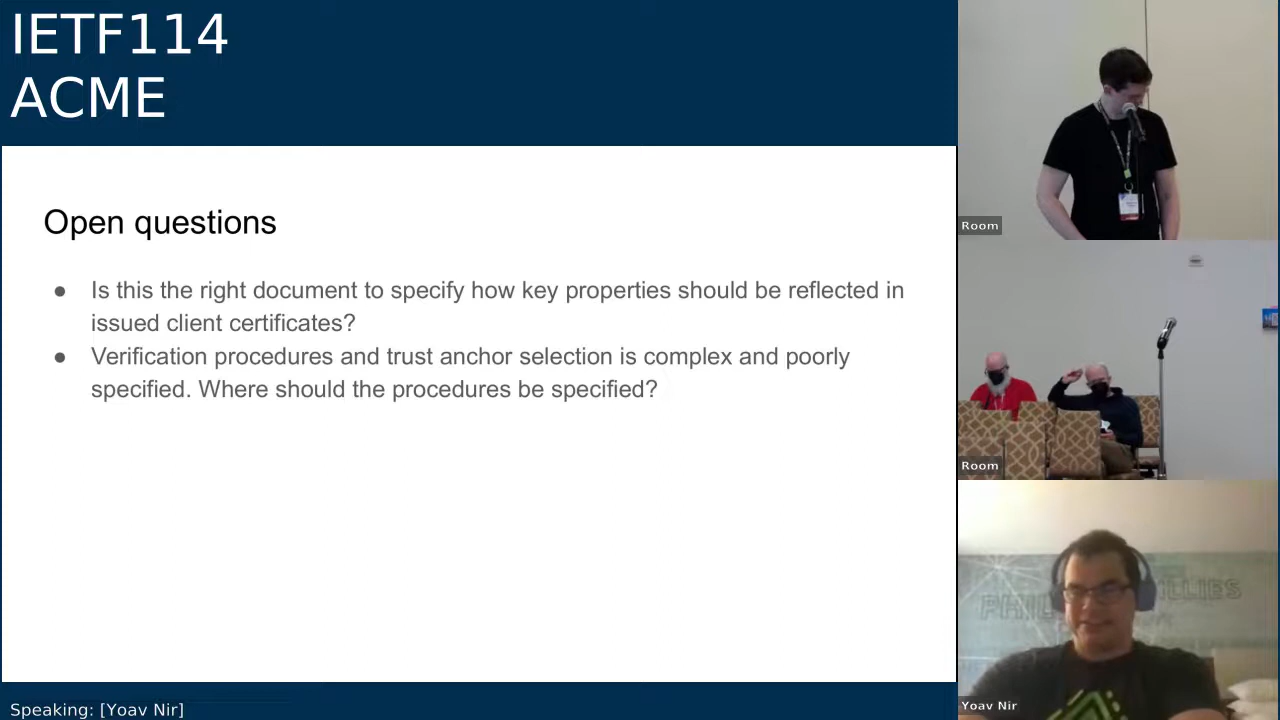 IETF114
ACME
Open questions
● Is this the right document to specify how key properties should be reflected in
issued client certificates?
● Verification procedures and trust anchor selection is complex and poorly
specified. Where should the procedures be specified?
Speaking: [Yoav Nir]
Room
Room
Yoav Nir